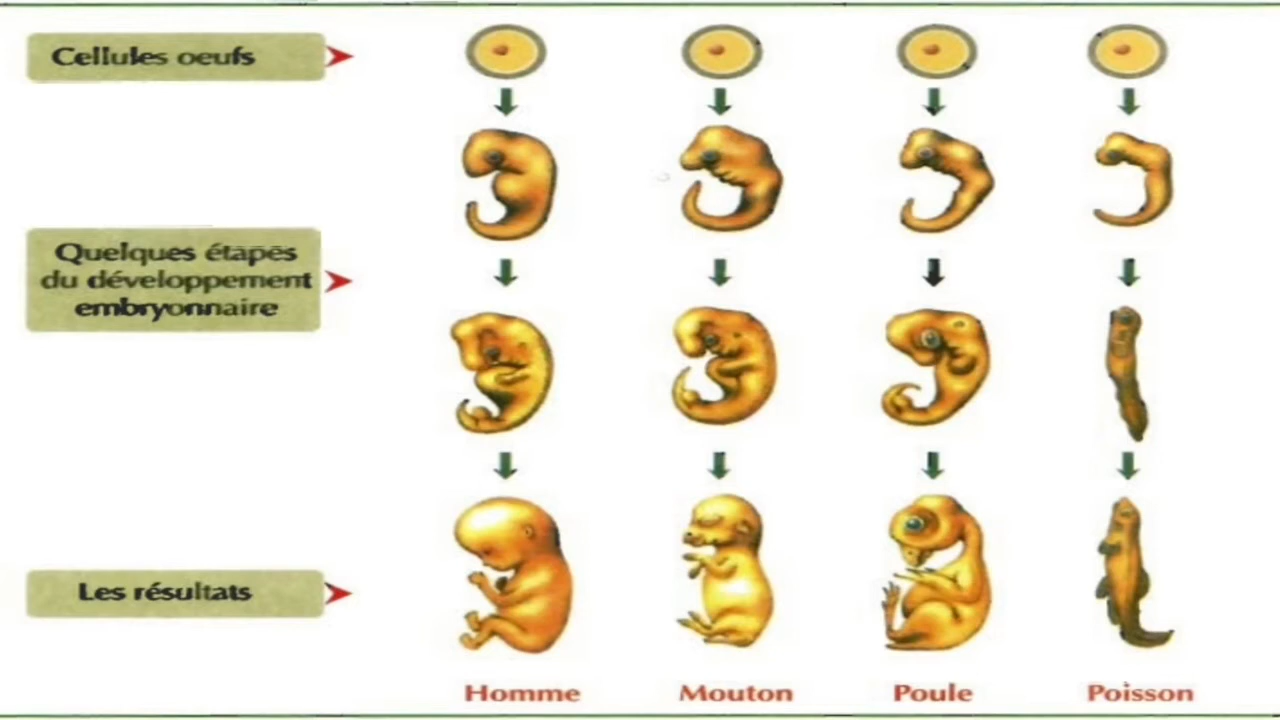 Cellules oeufs
Quelques étapes
du développement
embryonnaire
Les résultats
Homme Mouton Poule Poisson